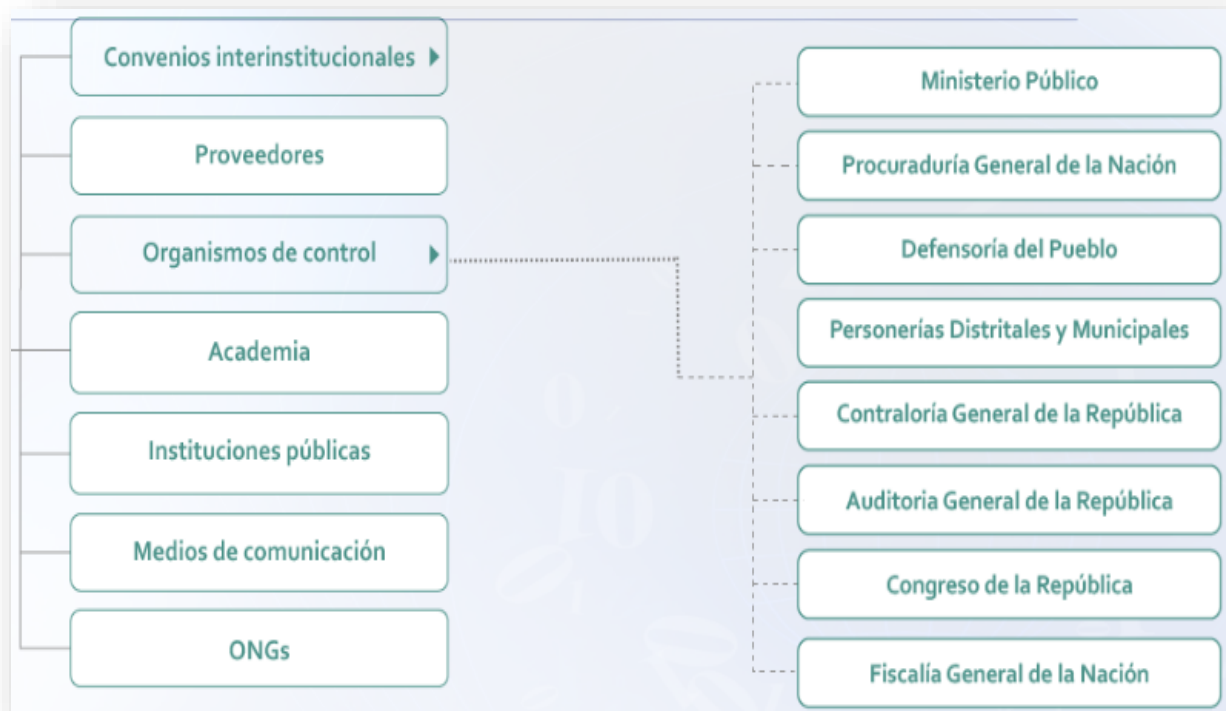 Convenios interinstitucionales
Proveedores
Organismos de control
Academia
Instituciones públicas
Medios de comunicación
ONGs
Ministerio Público
Procuraduría General de la Nación
Defensoría del Pueblo
Personerías Distritales y Municipales
Contraloría General de la República
Auditoria General de la República
Congreso de la República
Fiscalía General de la Nación